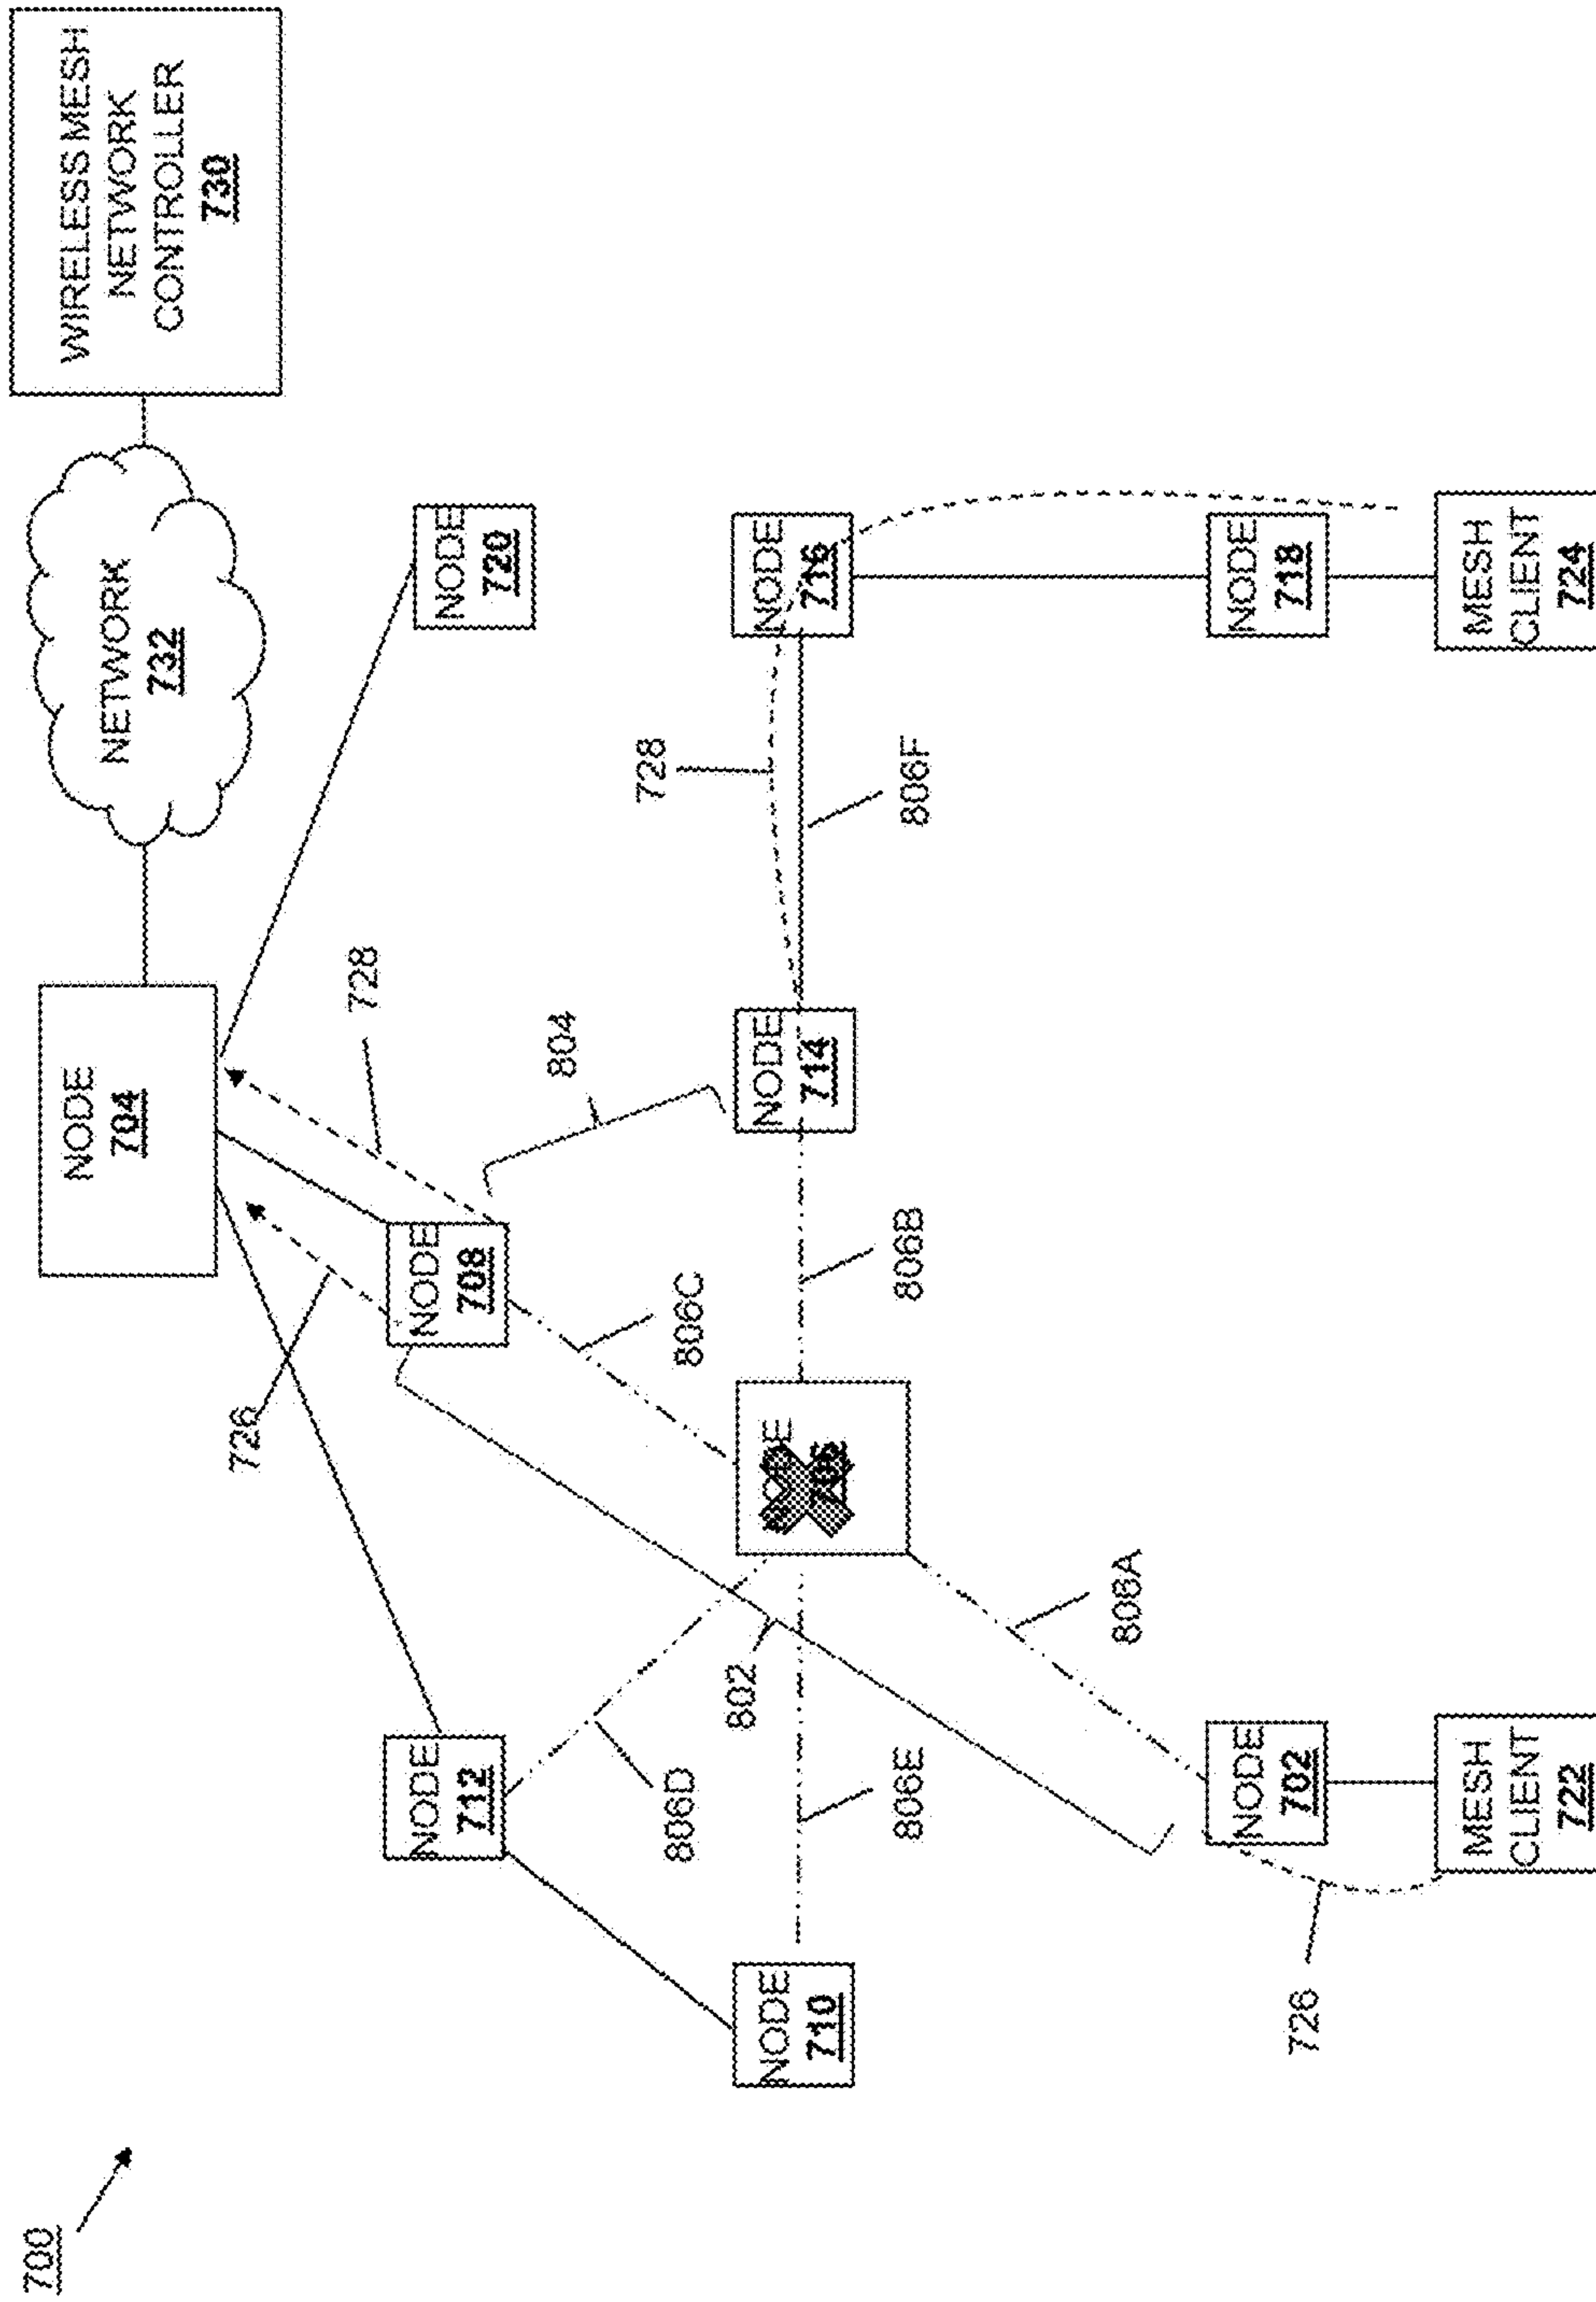 700
NODE
704
NETWORK
732
WIRELESS MESH
NETWORK
CONTROLLER
730
726
728
NODE
712
NODE
708
NODE
720
804
806D
806C
728
802
NODE
710
NODE
706
NODE
714
NODE
716
806E
806B
806F
806A
726
NODE
702
NODE
718
MESH
CLIENT
722
MESH
CLIENT
724